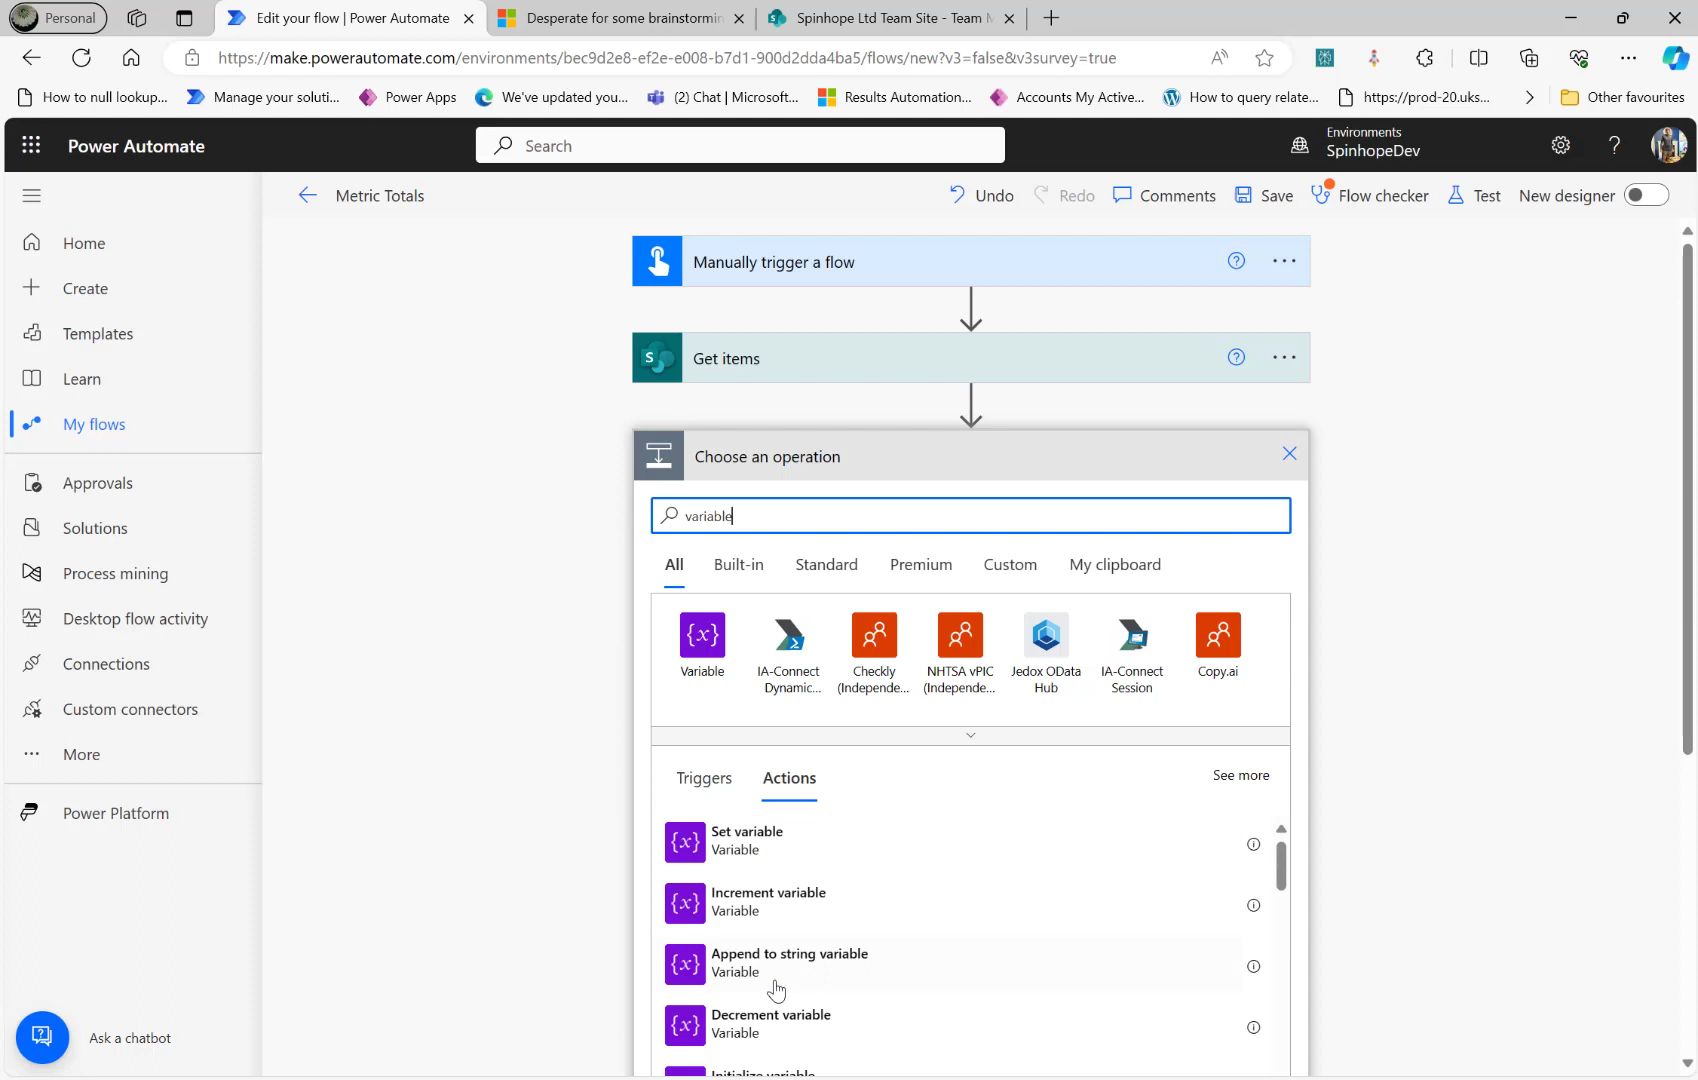 Personal
Edit your flow | Power Automate
Desperate for some brainstormin
Spinhope Ltd Team Site - Team M
https://make.powerautomate.com/environments/bec9d2e8-ef2e-e008-b7d1-900d2dda4ba5/flows/new?v3=false&v3survey=true
How to null lookup...
Manage your soluti...
Power Apps
We've updated you...
(2) Chat | Microsoft...
Results Automation...
Accounts My Active...
How to query relate...
https://prod-20.uks...
Other favourites
Power Automate
Search
Environments
SpinhopeDev
Metric Totals
Undo
Redo
Comments
Save
Flow checker
Test
New designer
Home
Create
Templates
Learn
My flows
Approvals
Solutions
Process mining
Desktop flow activity
Connections
Custom connectors
More
Power Platform
Ask a chatbot
Manually trigger a flow
Get items
Choose an operation
variable
All
Built-in
Standard
Premium
Custom
My clipboard
{x}
Variable
IA-Connect
Dynamic...
Checkly
(Independe...
NHTSA vPIC
(Independe...
Jedox OData
Hub
IA-Connect
Session
Copy.ai
Triggers
Actions
See more
{x}
Set variable
Variable
{x}
Increment variable
Variable
{x}
Append to string variable
Variable
{x}
Decrement variable
Variable
Initialize variable